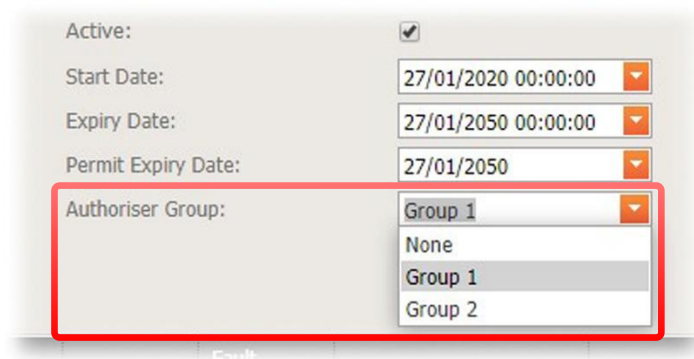 Active:
Start Date: 27/01/2020 00:00:00
Expiry Date: 27/01/2050 00:00:00
Permit Expiry Date: 27/01/2050
Authoriser Group: Group 1
None
Group 1
Group 2
Fault